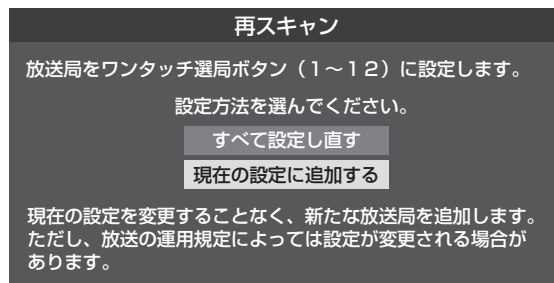 再スキャン
放送局をワンタッチ選局ボタン（１～１２）に設定します。
設定方法を選んでください。
すべて設定し直す
現在の設定に追加する
現在の設定を変更することなく、新たな放送局を追加します。
ただし、放送の運用規定によっては設定が変更される場合が
あります。